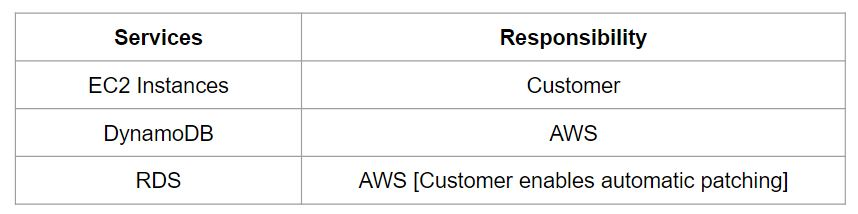 Services Responsibility
EC2 Instances Customer
DynamoDB AWS
RDS AWS [Customer enables automatic patching]